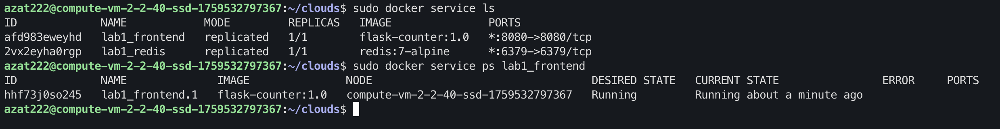 azat222@compute-vm-2-2-40-ssd-1759532797367:~/clouds$ sudo docker service ls
ID             NAME            MODE         REPLICAS   IMAGE               PORTS
afd983eweyhd   lab1_frontend   replicated   1/1        flask-counter:1.0   *:8080->8080/tcp
2vx2eyha0rgp   lab1_redis      replicated   1/1        redis:7-alpine      *:6379->6379/tcp
azat222@compute-vm-2-2-40-ssd-1759532797367:~/clouds$ sudo docker service ps lab1_frontend
ID             NAME              IMAGE               NODE                                  DESIRED STATE   CURRENT STATE                ERROR     PORTS
hhf73j0so245   lab1_frontend.1   flask-counter:1.0   compute-vm-2-2-40-ssd-1759532797367   Running         Running about a minute ago
azat222@compute-vm-2-2-40-ssd-1759532797367:~/clouds$